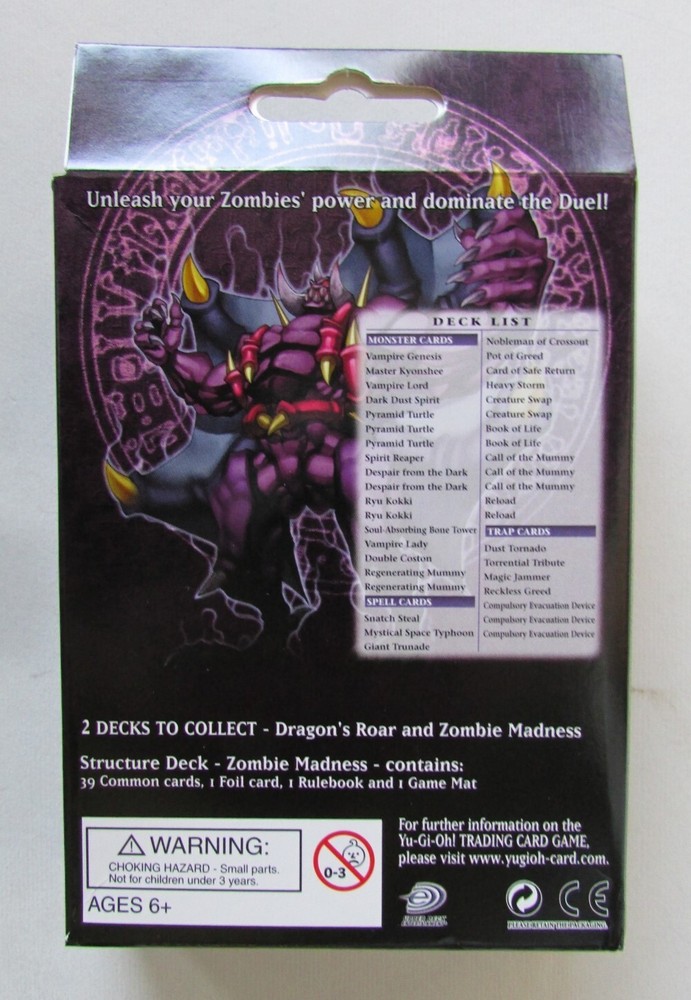 Unleash your Zombies' power and dominate the Duel!
DECK LIST
MONSTER CARDS
Vampire Genesis
Master Kyonshee
Vampire Lord
Dark Dust Spirit
Pyramid Turtle
Pyramid Turtle
Pyramid Turtle
Spirit Reaper
Despair from the Dark
Despair from the Dark
Ryu Kokki
Ryu Kokki
Soul-Absorbing Bone Tower
Vampire Lady
Double Coston
Regenerating Mummy
Regenerating Mummy
SPELL CARDS
Snatch Steal
Mystical Space Typhoon
Giant Trunade
Nobleman of Crossout
Pot of Greed
Card of Safe Return
Heavy Storm
Creature Swap
Creature Swap
Book of Life
Book of Life
Call of the Mummy
Call of the Mummy
Call of the Mummy
Reload
Reload
TRAP CARDS
Dust Tornado
Torrential Tribute
Magic Jammer
Reckless Greed
Compulsory Evacuation Device
Compulsory Evacuation Device
Compulsory Evacuation Device
2 DECKS TO COLLECT - Dragon's Roar and Zombie Madness
Structure Deck - Zombie Madness - contains:
39 Common cards, 1 Foil card, 1 Rulebook and 1 Game Mat
WARNING:
CHOKING HAZARD - Small parts.
Not for children under 3 years.
AGES 6+
0-3
For further information on the
Yu-Gi-Oh! TRADING CARD GAME,
please visit www.yugioh-card.com.
UPPER DECK
ENTERTAINMENT
PLEASE RETAIN THIS PACKAGING
CE